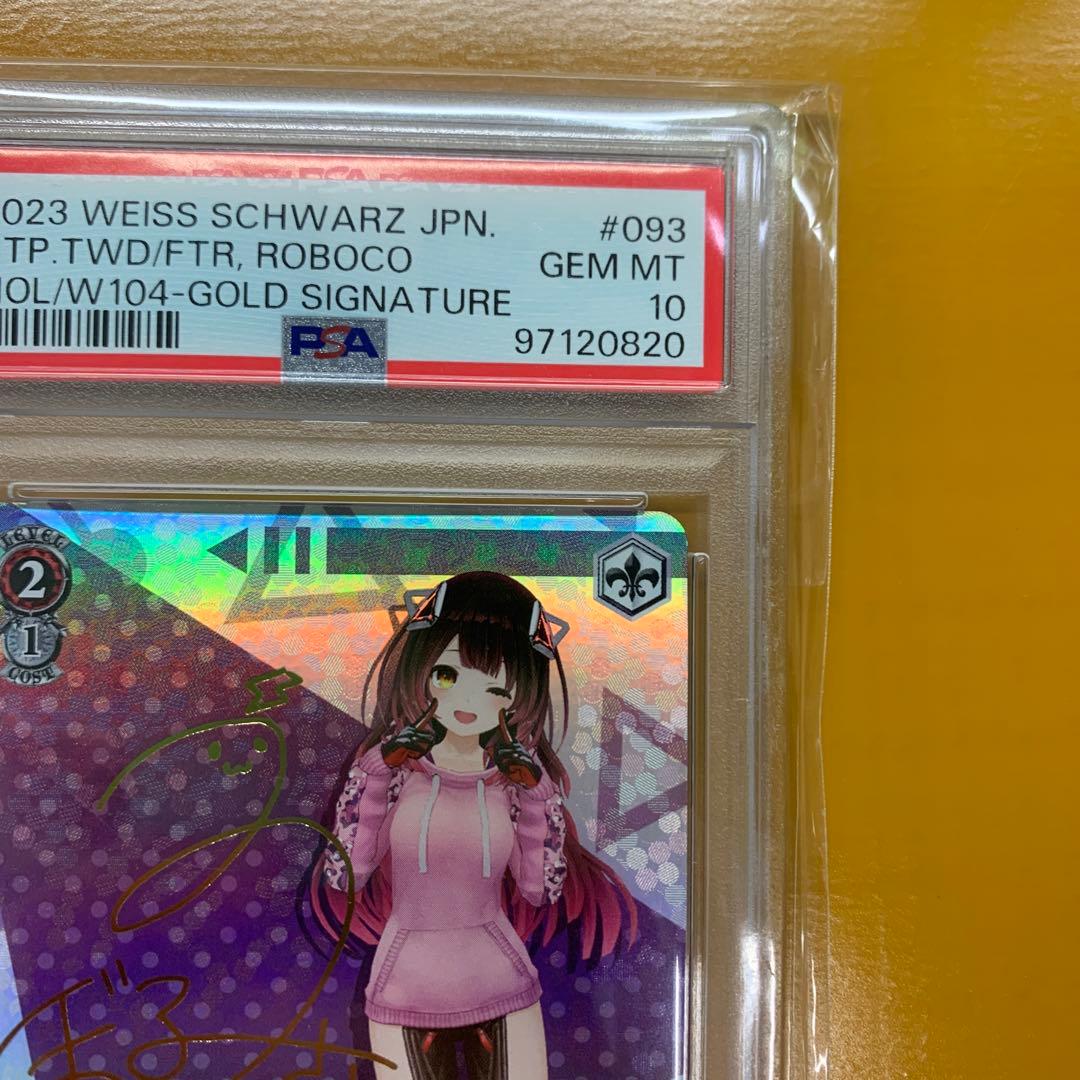 023 WEISS SCHWARZ JPN. #093
TP.TWD/FTR, ROBOCO GEM MT
HOL/W104-GOLD SIGNATURE 10
PSA 97120820
LEVEL
2
1
COST